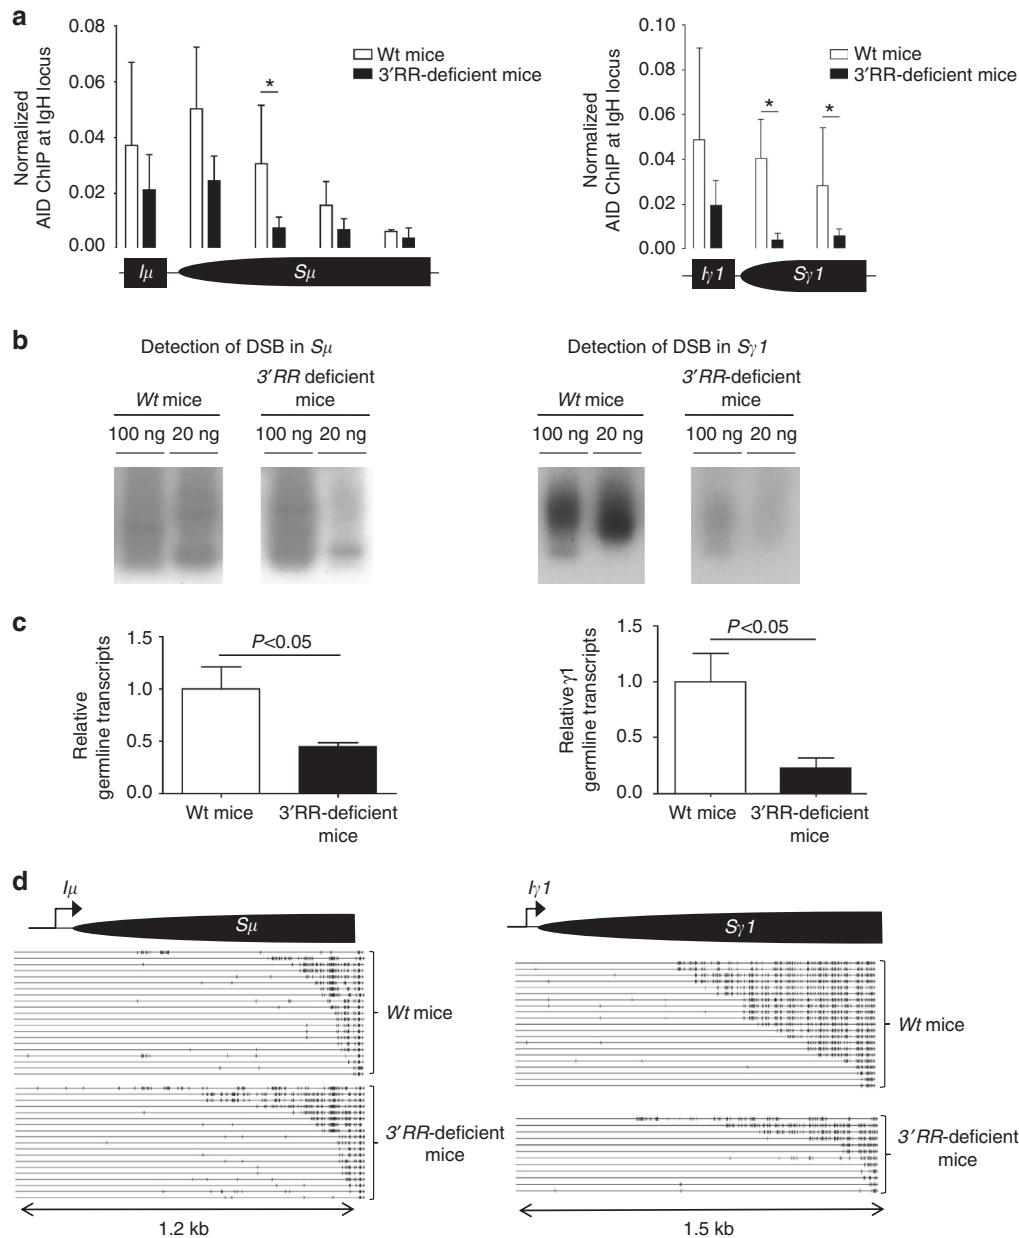 a
0.08
0.06
0.04
0.02
0.00
Normalized
AID ChIP at IgH locus
Wt mice
3′RR-deficient mice
*
Iμ
Sμ
0.10
0.08
0.06
0.04
0.02
0.00
Normalized
AID ChIP at IgH locus
Wt mice
3′RR-deficient mice
*
*
Iγ1
Sγ1
b
Detection of DSB in Sμ
Wt mice
3′RR deficient
mice
100 ng 20 ng
100 ng 20 ng
Detection of DSB in Sγ1
Wt mice
3′RR-deficient
mice
100 ng 20 ng
100 ng 20 ng
c
1.5
1.0
0.5
0.0
Relative
germline transcripts
P<0.05
Wt mice
3′RR-deficient
mice
1.5
1.0
0.5
0.0
Relative γ1
germline transcripts
P<0.05
Wt mice
3′RR-deficient
mice
d
Iμ
Sμ
Wt mice
3′RR-deficient
mice
1.2 kb
Iγ1
Sγ1
Wt mice
3′RR-deficient
mice
1.5 kb